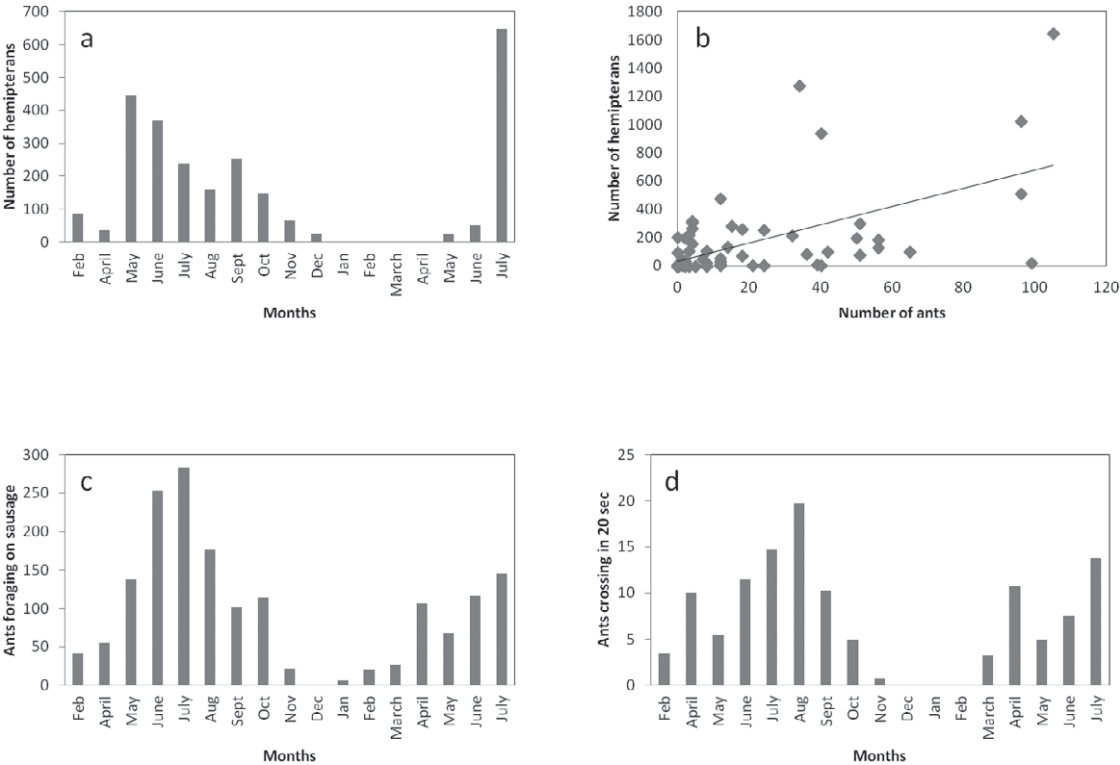 a
Number of hemipterans
700
600
500
400
300
200
100
0
Feb
April
May
June
July
Aug
Sept
Oct
Nov
Dec
Jan
Feb
March
April
May
June
July
Months
b
Number of hemipterans
1800
1600
1400
1200
1000
800
600
400
200
0
0 20 40 60 80 100 120
Number of ants
c
Ants foraging on sausage
300
250
200
150
100
50
0
Feb
April
May
June
July
Aug
Sept
Oct
Nov
Dec
Jan
Feb
March
April
May
June
July
Months
d
Ants crossing in 20 sec
25
20
15
10
5
0
Feb
April
May
June
July
Aug
Sept
Oct
Nov
Dec
Jan
Feb
March
April
May
June
July
Months